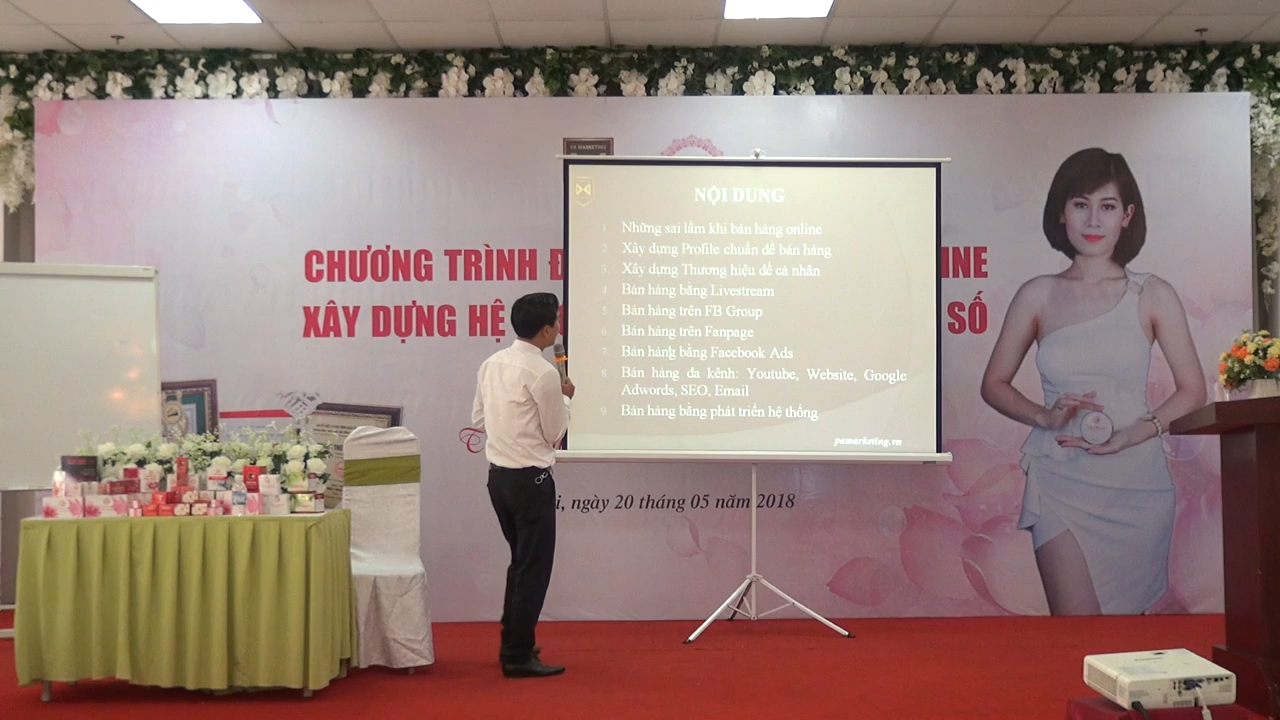 PA MARKETING
NỘI DUNG
1 Những sai lầm khi bán hàng online
2 Xây dựng Profile chuẩn để bán hàng
3 Xây dựng Thương hiệu để cá nhân
4 Bán hàng bằng Livestream
5 Bán hàng trên FB Group
6 Bán hàng trên Fanpage
7 Bán hàng bằng Facebook Ads
8 Bán hàng đa kênh: Youtube, Website, Google
Adwords, SEO, Email
9 Bán hàng bằng phát triển hệ thống
pamarketing.vn
CHƯƠNG TRÌNH Đ INE
XÂY DỰNG HỆ SỐ
i, ngày 20 tháng 05 năm 2018